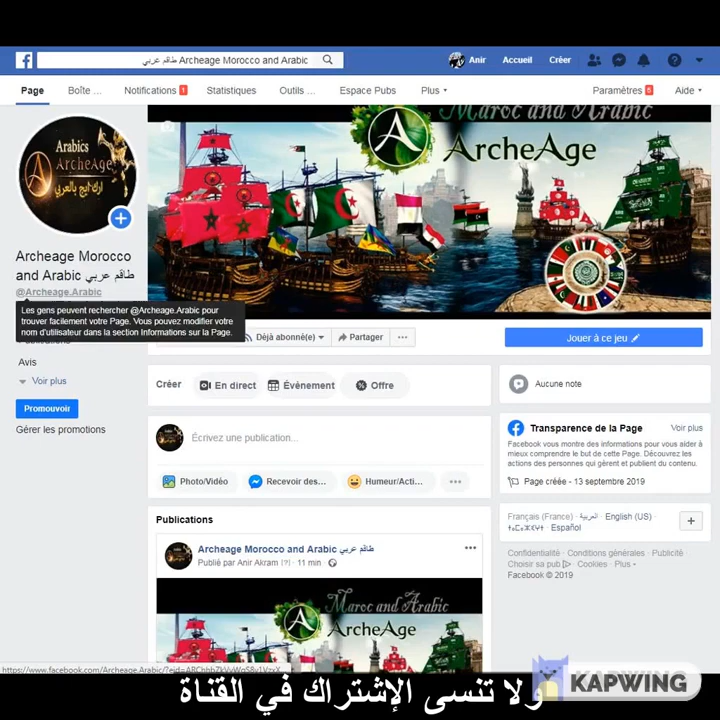 Archeage Morocco and Arabic طاقم عربي
Anir
Accueil
Créer
Page
Boîte ...
Notifications 1
Statistiques
Outils ...
Espace Pubs
Plus
Paramètres 6
Aide
Maroc and Arabic
ArcheAge
Arabics
ArcheAge
ارك ايج بالعربي
Archeage Morocco
and Arabic طاقم عربي
@Archeage.Arabic
Les gens peuvent rechercher @Archeage.Arabic pour
trouver facilement votre Page. Vous pouvez modifier votre
nom d'utilisateur dans la section Informations sur la Page.
Déjà abonné(e)
Partager
Jouer à ce jeu
Avis
Voir plus
Promouvoir
Gérer les promotions
Créer
En direct
Évènement
Offre
Écrivez une publication...
Photo/Vidéo
Recevoir des...
Humeur/Acti...
Publications
Archeage Morocco and Arabic طاقم عربي
Publié par Anir Akram [?] · 11 min ·
Maroc and Arabic
ArcheAge
Aucune note
Transparence de la Page
Voir plus
Facebook vous montre des informations pour vous aider à
mieux comprendre le but de cette Page. Découvrez les
actions des personnes qui gèrent et publient du contenu.
Page créée - 13 septembre 2019
Français (France) · العربية · English (US) ·
Español
Confidentialité · Conditions générales · Publicité ·
Choisir sa pub · Cookies · Plus
Facebook © 2019
ولا تنسى الإشتراك في القناة
KAPWING